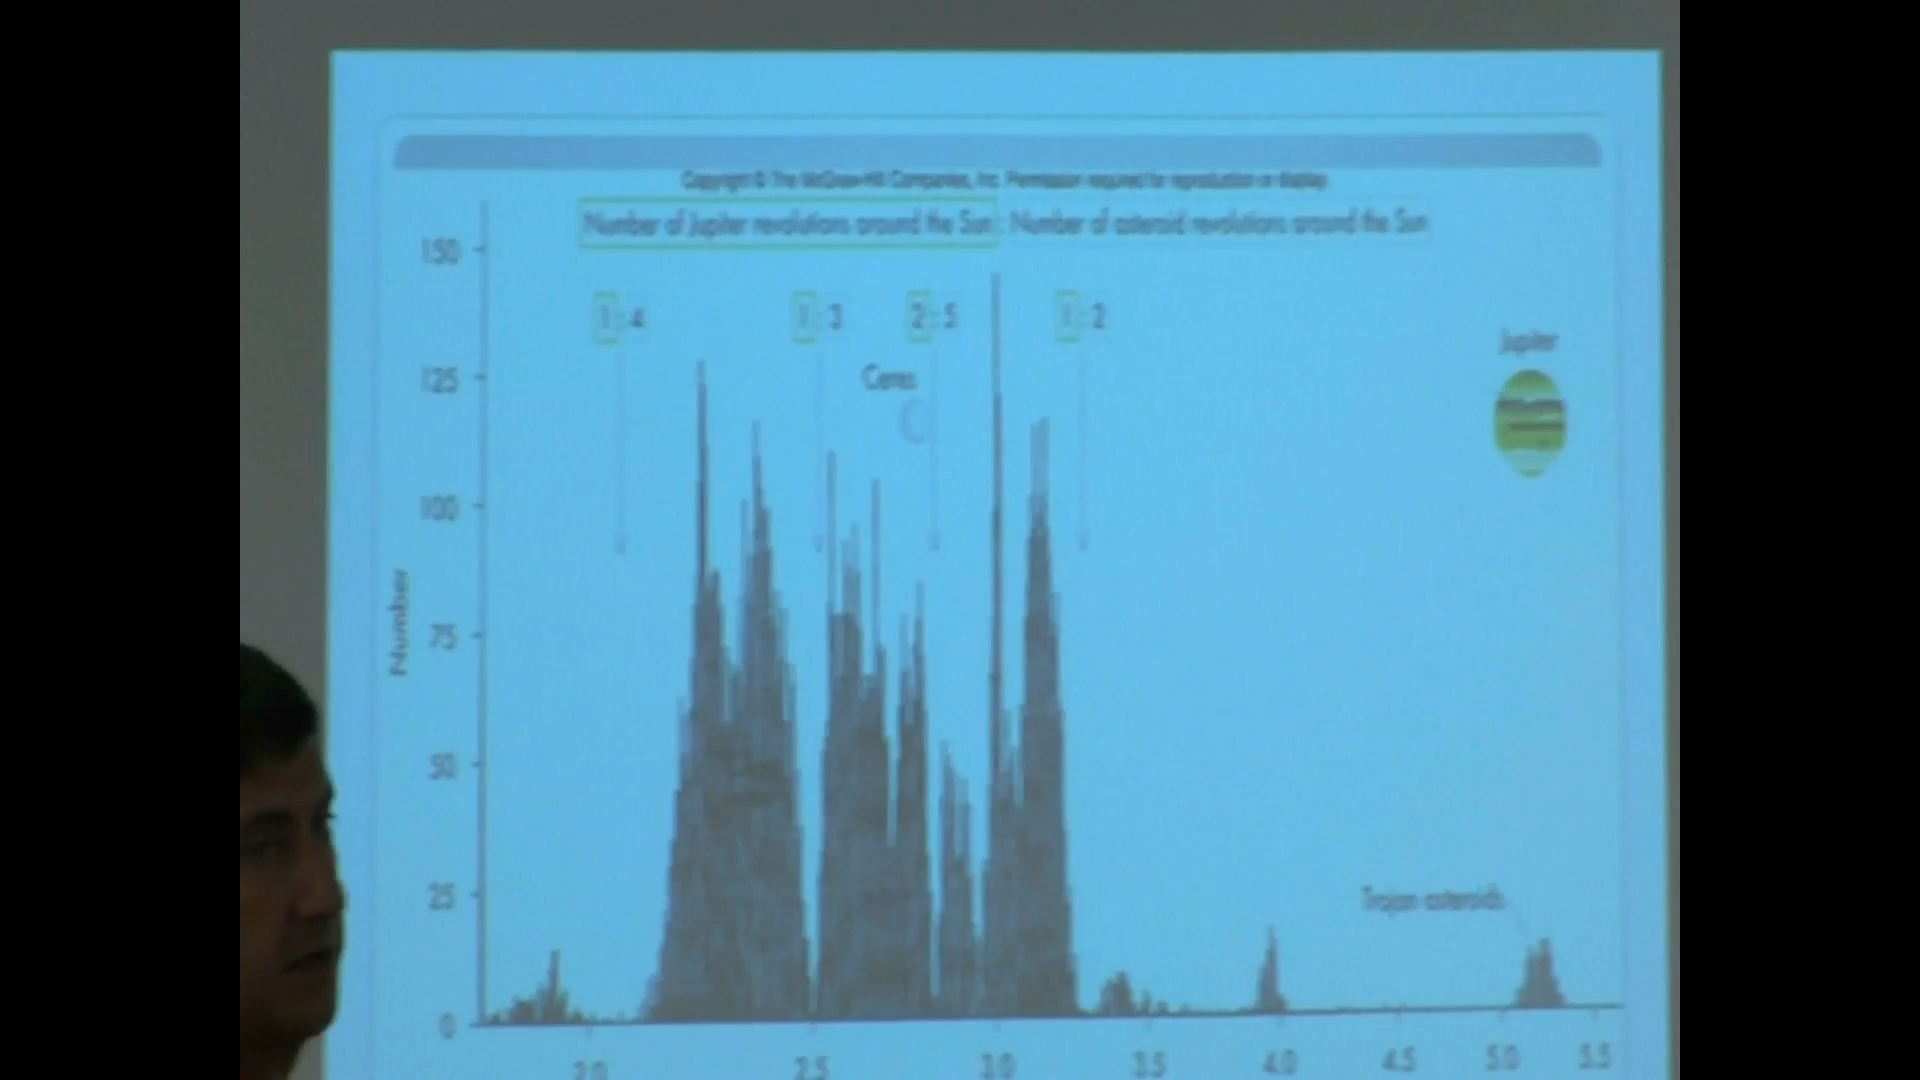 Copyright © The McGraw-Hill Companies, Inc. Permission required for reproduction or display.
Number of Jupiter revolutions around the Sun : Number of asteroid revolutions around the Sun
150
1 : 4
1 : 3
2 : 5
1 : 2
Jupiter
125
Ceres
100
Number
75
50
25
Trojan asteroids
0
2.0
2.5
3.0
3.5
4.0
4.5
5.0
5.5